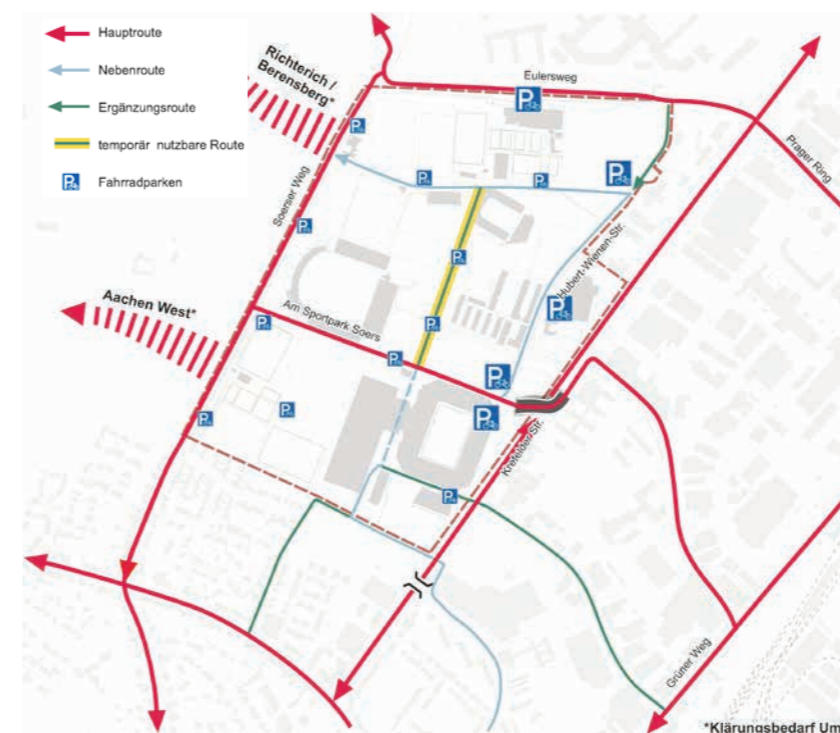 Hauptroute
Nebenroute
Ergänzungsroute
temporär nutzbare Route
Fahrradparken
Richterich /
Berensberg*
Eulersweg
Prager Ring
Soerser Weg
Hubert-Wienen-Str.
Aachen West*
Am Sportpark Soers
Krefelder Str.
Grüner Weg
*Klärungsbedarf Um